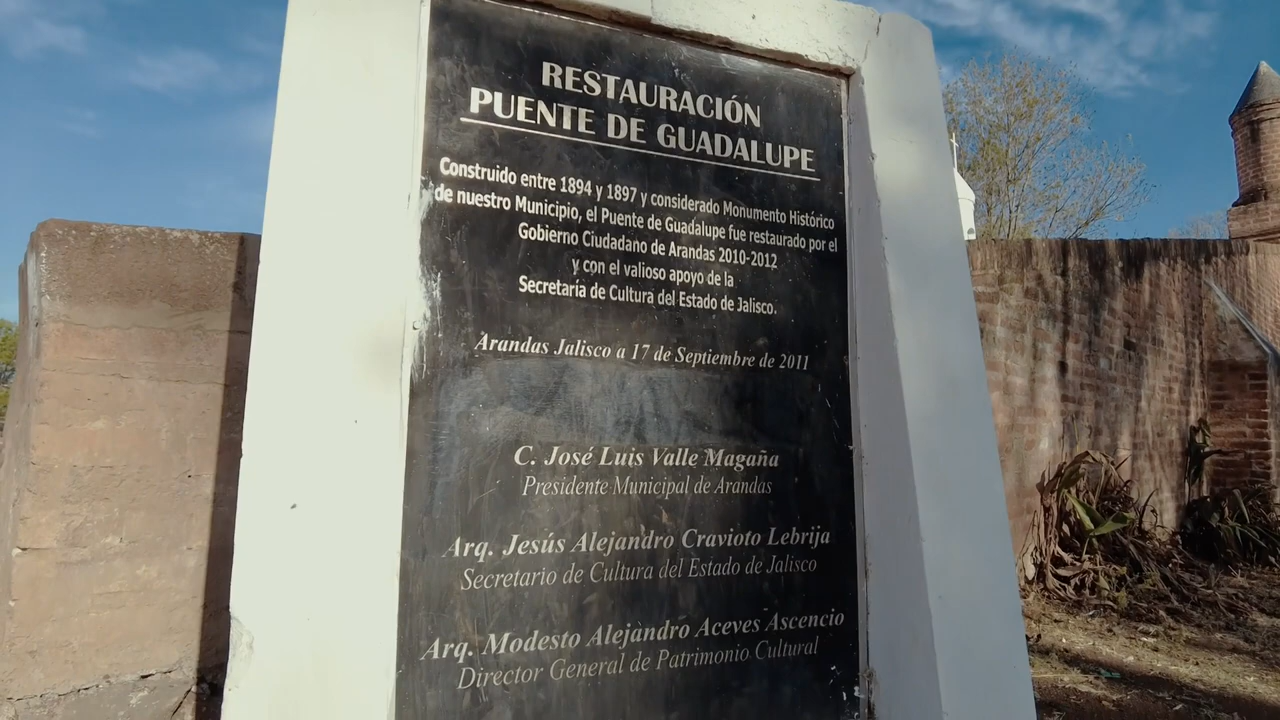 RESTAURACIÓN
PUENTE DE GUADALUPE
Construido entre 1894 y 1897 y considerado Monumento Histórico
de nuestro Municipio, el Puente de Guadalupe fue restaurado por el
Gobierno Ciudadano de Arandas 2010-2012
y con el valioso apoyo de la
Secretaría de Cultura del Estado de Jalisco.
Arandas Jalisco a 17 de Septiembre de 2011
C. José Luis Valle Magaña
Presidente Municipal de Arandas
Arq. Jesús Alejandro Cravioto Lebrija
Secretario de Cultura del Estado de Jalisco
Arq. Modesto Alejandro Aceves Ascencio
Director General de Patrimonio Cultural